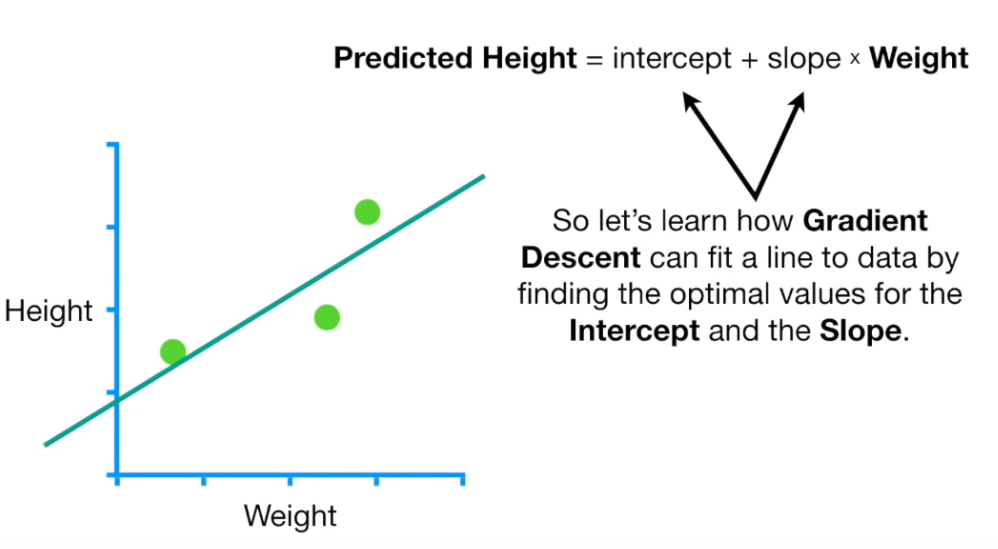 Predicted Height = intercept + slope x Weight
So let's learn how Gradient
Descent can fit a line to data by
finding the optimal values for the
Intercept and the Slope.
Height
Weight